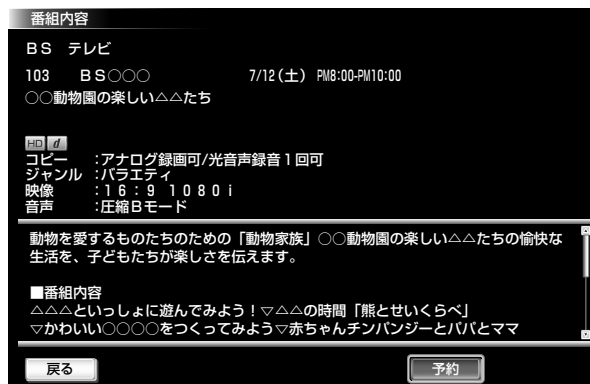 番組内容
BS テレビ
103 BS○○○ 7/12(土) PM8:00-PM10:00
○○動物園の楽しい△△たち
HD d
コピー :アナログ録画可/光音声録音1回可
ジャンル :バラエティ
映像 :16:9 1080i
音声 :圧縮Bモード
動物を愛するものたちのための「動物家族」○○動物園の楽しい△△たちの愉快な
生活を、子どもたちが楽しさを伝えます。
■番組内容
△△△といっしょに遊んでみよう!▽△△の時間「熊とせいくらべ」
▽かわいい○○○○をつくってみよう▽赤ちゃんチンパンジーとパパとママ
戻る 予約